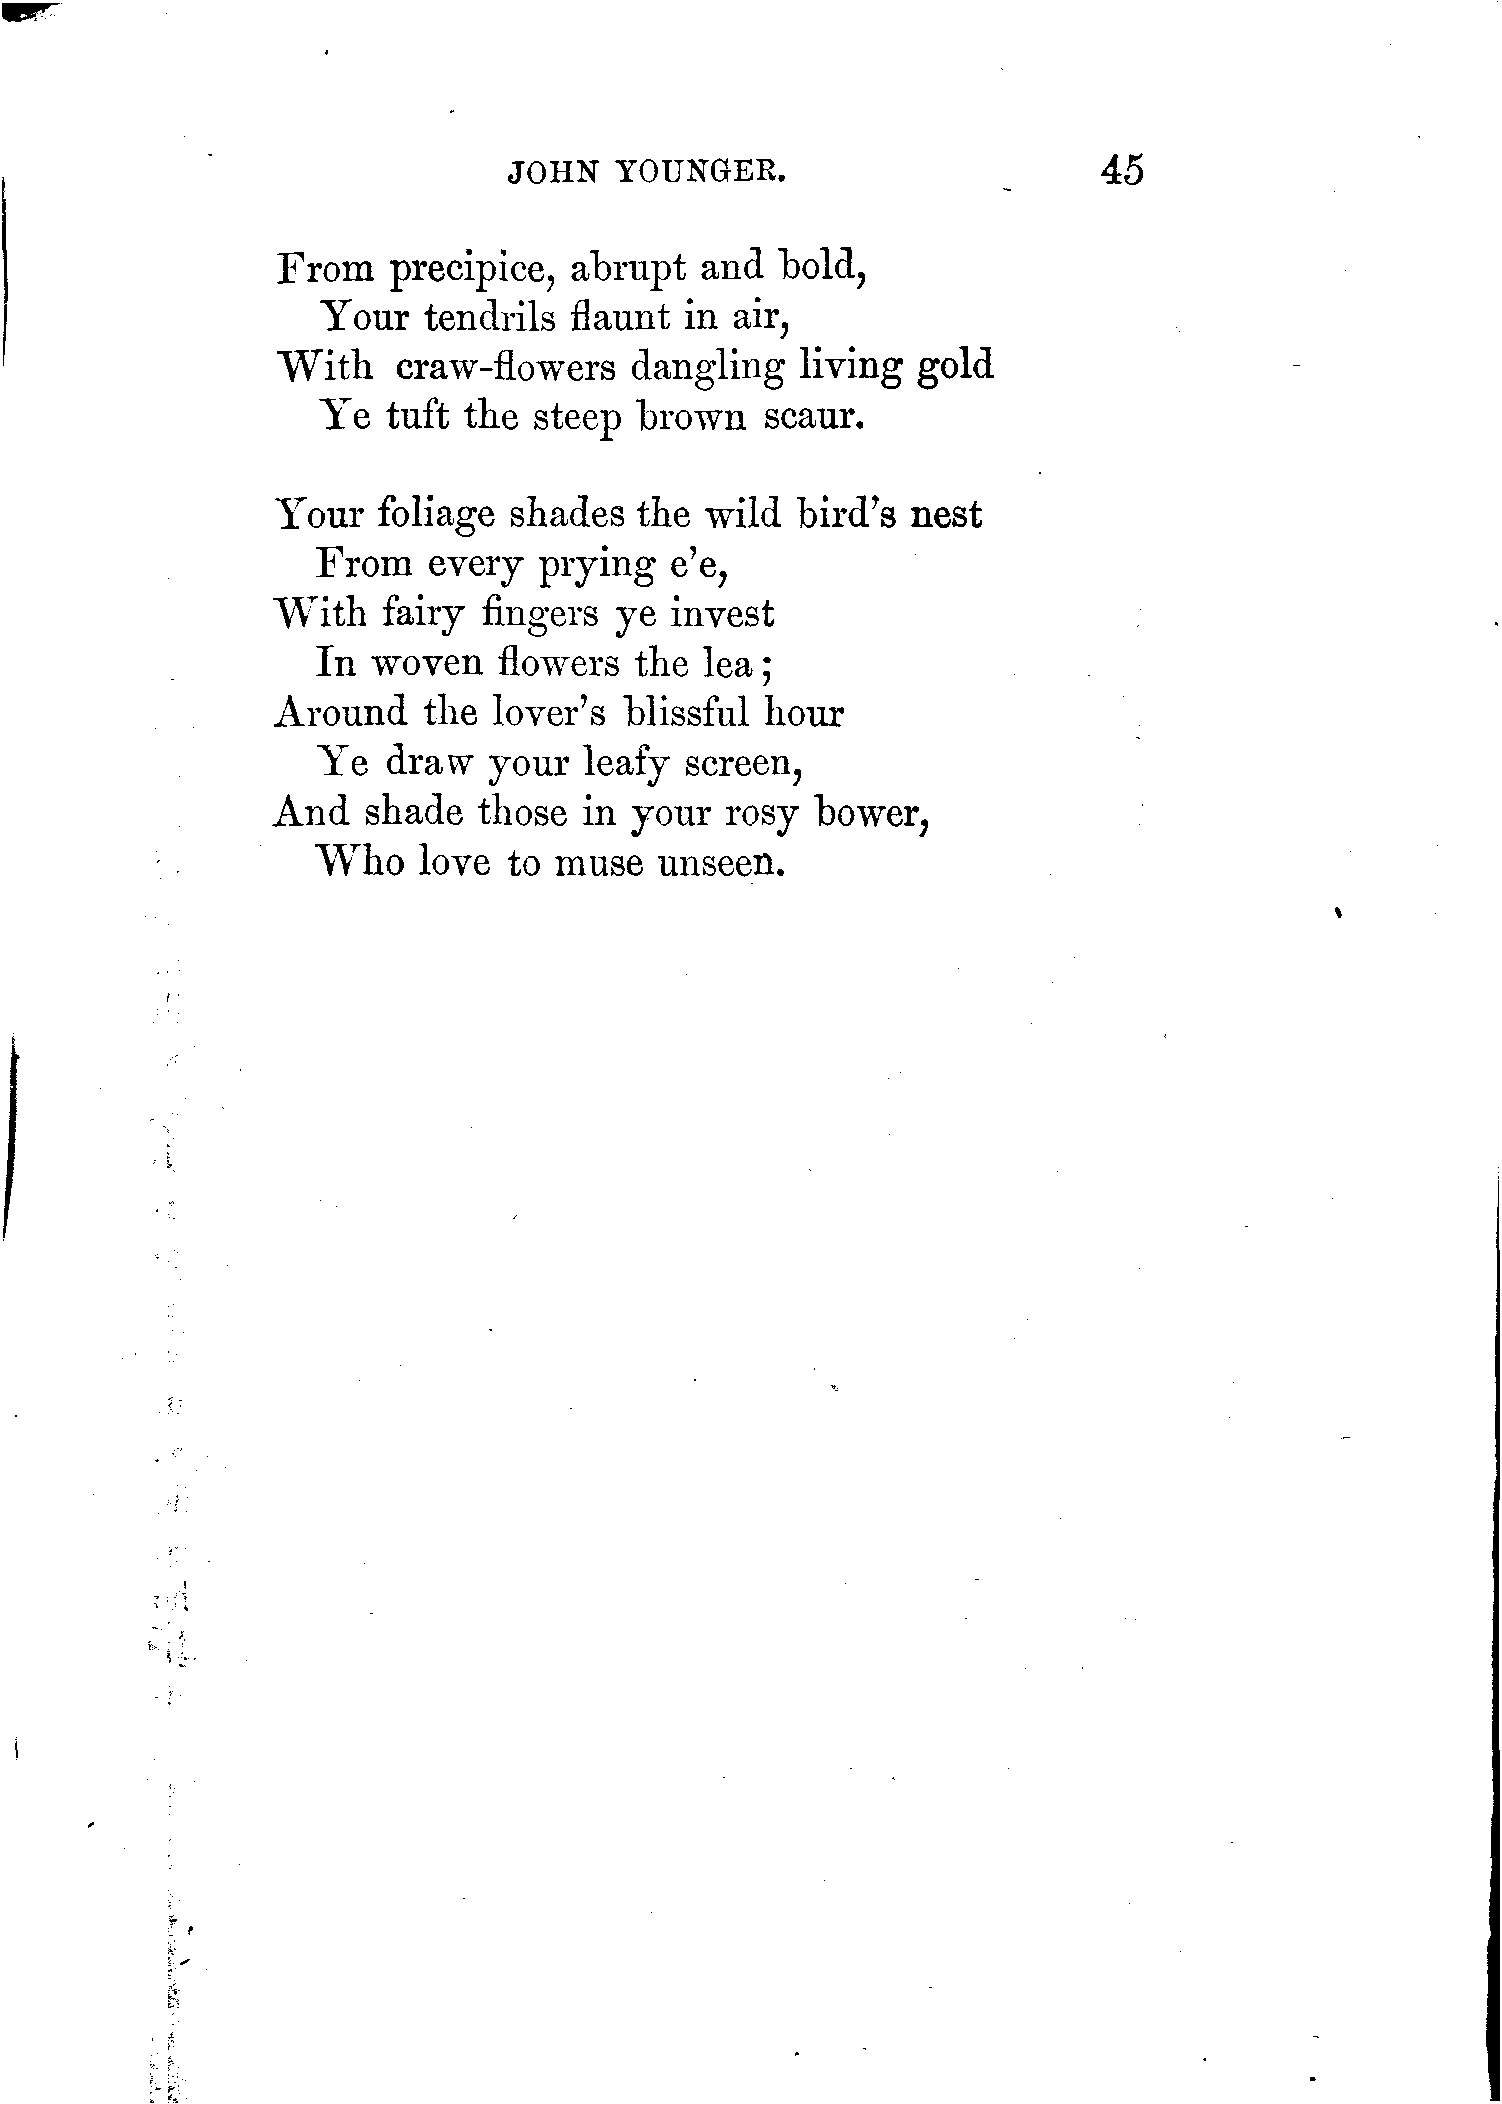 JOHN YOUNGER. 45
From precipice, abrupt and bold,
Your tendrils flaunt in air,
With craw-flowers dangling living gold
Ye tuft the steep brown scaur.
Your foliage shades the wild bird's nest
From every prying e'e,
With fairy fingers ye invest
In woven flowers the lea;
Around the lover's blissful hour
Ye draw your leafy screen,
And shade those in your rosy bower,
Who love to muse unseen.